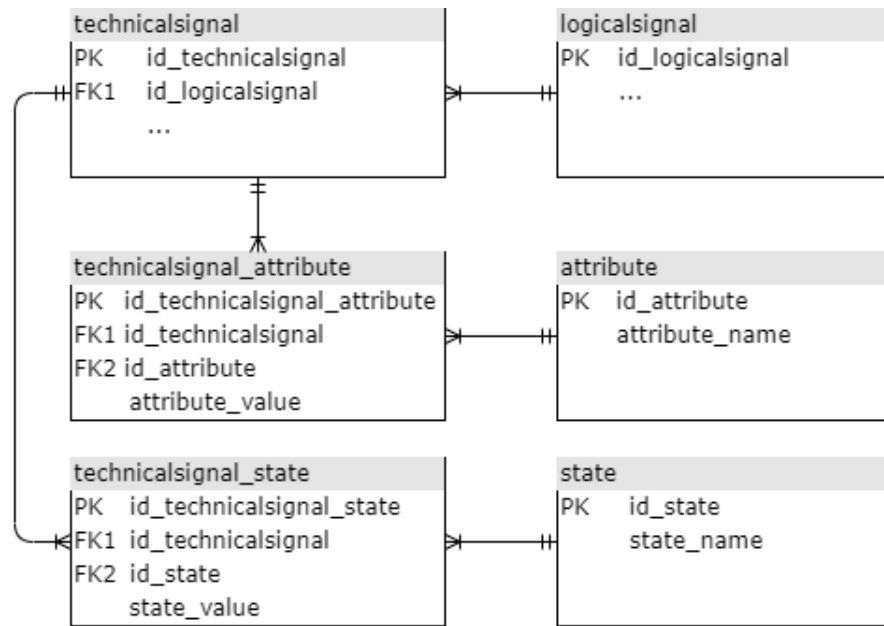 technicalsignal
PK id_technicalsignal
FK1 id_logicalsignal
...
logicalsignal
PK id_logicalsignal
...
technicalsignal_attribute
PK id_technicalsignal_attribute
FK1 id_technicalsignal
FK2 id_attribute
attribute_value
attribute
PK id_attribute
attribute_name
technicalsignal_state
PK id_technicalsignal_state
FK1 id_technicalsignal
FK2 id_state
state_value
state
PK id_state
state_name